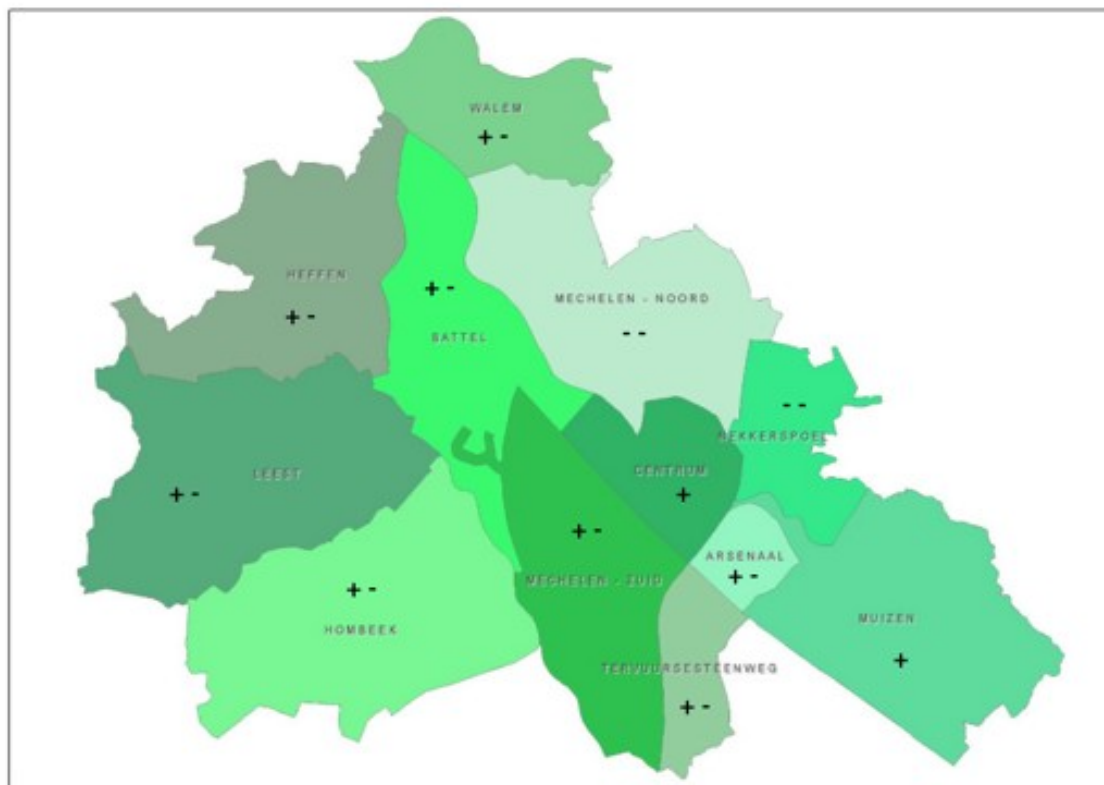 WALEM
+ -
HEFFEN
+ -
+ -
BATTEL
MECHELEN - NOORD
- -
- -
NEKKERSPOEL
LEEST
+ -
CENTRUM
+
+ -
MECHELEN - ZUID
ARSENAAL
+ -
+ -
HOMBEEK
MUIZEN
+
TERVUURSESTEENWEG
+ -